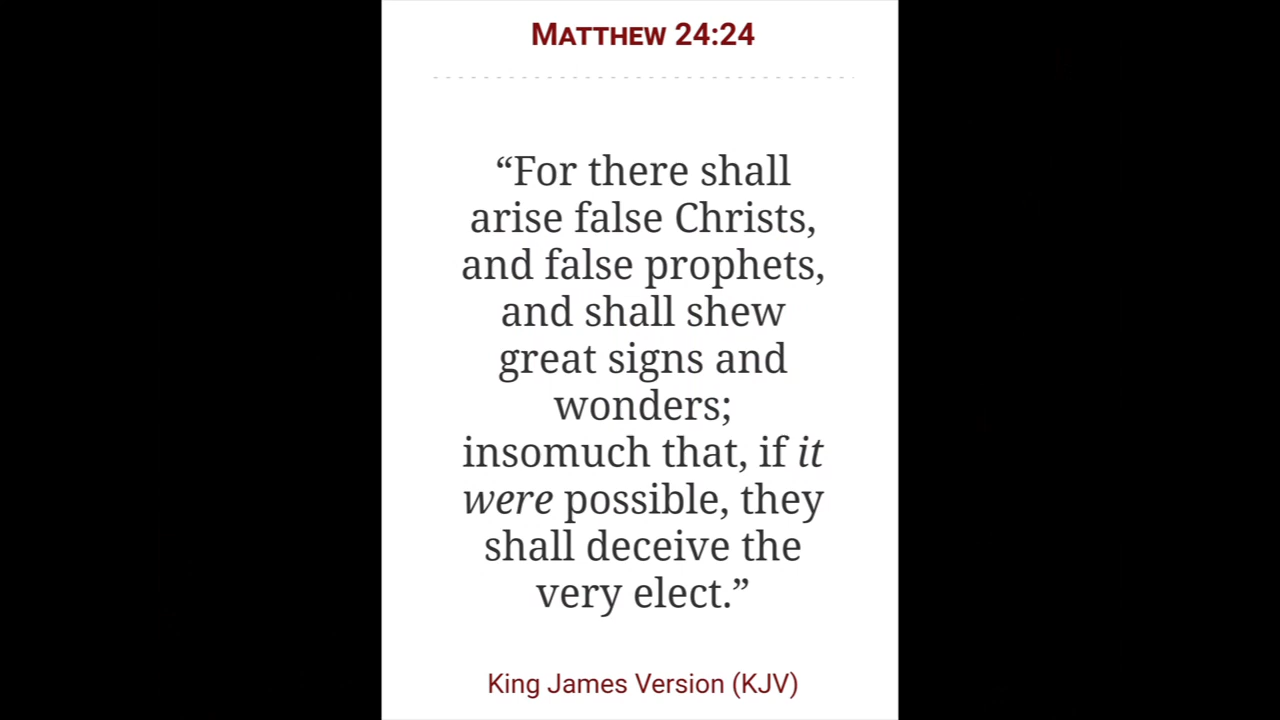 MATTHEW 24:24
“For there shall
arise false Christs,
and false prophets,
and shall shew
great signs and
wonders;
insomuch that, if it
were possible, they
shall deceive the
very elect.”
King James Version (KJV)